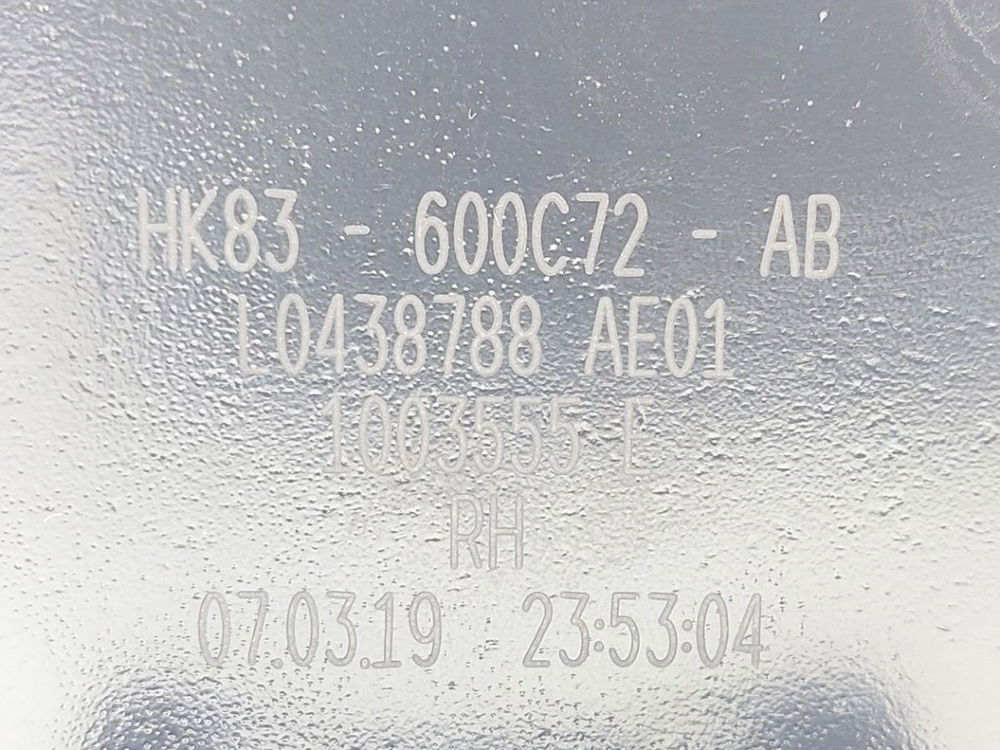 HK83 - 600C72 - AB
L0438788 AE01
1003555 E
RH
07.03.19 23:53:04